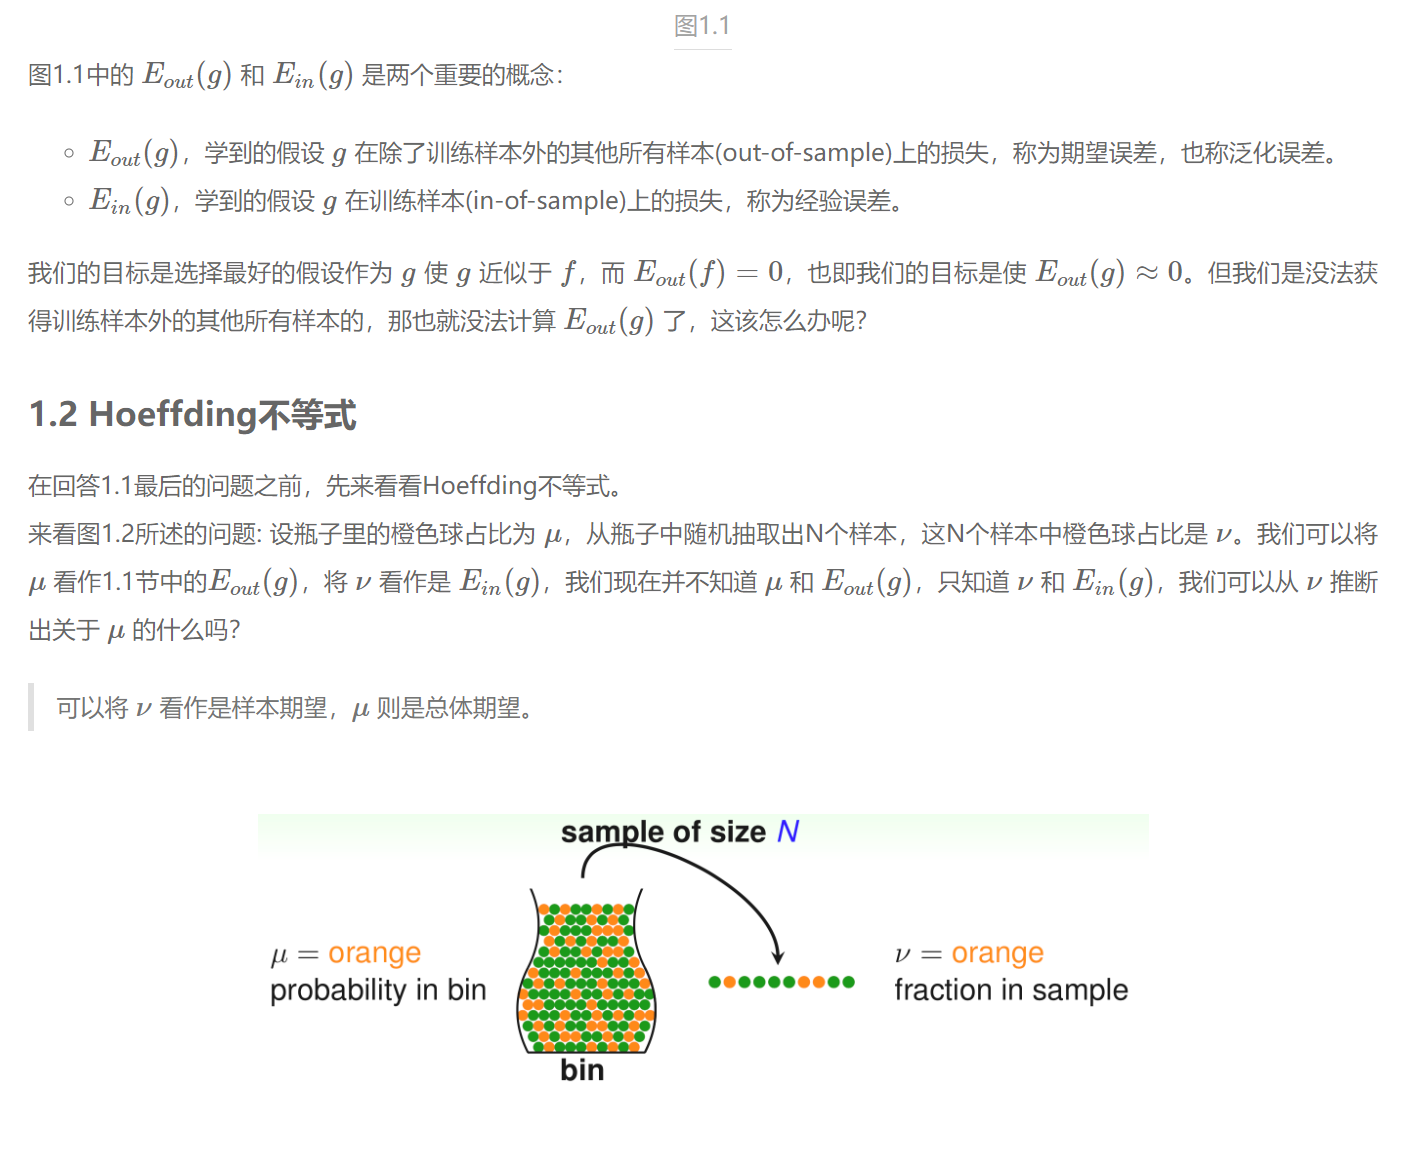 图1.1
图1.1中的 E_{out}(g) 和 E_{in}(g) 是两个重要的概念：
E_{out}(g)，学到的假设 g 在除了训练样本外的其他所有样本(out-of-sample)上的损失，称为期望误差，也称泛化误差。
E_{in}(g)，学到的假设 g 在训练样本(in-of-sample)上的损失，称为经验误差。
我们的目标是选择最好的假设作为 g 使 g 近似于 f，而 E_{out}(f) = 0，也即我们的目标是使 E_{out}(g) ≈ 0。但我们是没法获
得训练样本外的其他所有样本的，那也就没法计算 E_{out}(g) 了，这该怎么办呢？
1.2 Hoeffding不等式
在回答1.1最后的问题之前，先来看看Hoeffding不等式。
来看图1.2所述的问题: 设瓶子里的橙色球占比为 μ，从瓶子中随机抽取出N个样本，这N个样本中橙色球占比是 ν。我们可以将
μ 看作1.1节中的E_{out}(g)，将 ν 看作是 E_{in}(g)，我们现在并不知道 μ 和 E_{out}(g)，只知道 ν 和 E_{in}(g)，我们可以从 ν 推断
出关于 μ 的什么吗？
可以将 ν 看作是样本期望，μ 则是总体期望。
sample of size N
μ = orange
probability in bin
ν = orange
fraction in sample
bin